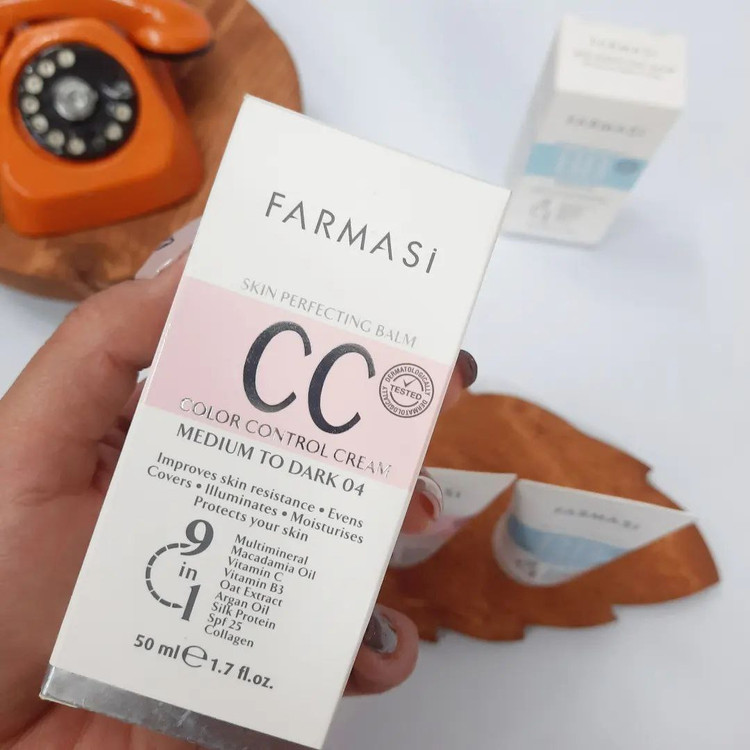 FARMASi
SKIN PERFECTING BALM
CC
DERMATOLOGICALLY
TESTED
DERMATOLOGICALLY
COLOR CONTROL CREAM
MEDIUM TO DARK 04
Improves skin resistance • Evens
Covers • Illuminates • Moisturises
Protects your skin
9 in 1
Multimineral
Macadamia Oil
Vitamin C
Vitamin B3
Oat Extract
Argan Oil
Silk Protein
Spf 25
Collagen
50 ml ℮ 1.7 fl.oz.
FARMASi
FARMASi
FARMASi